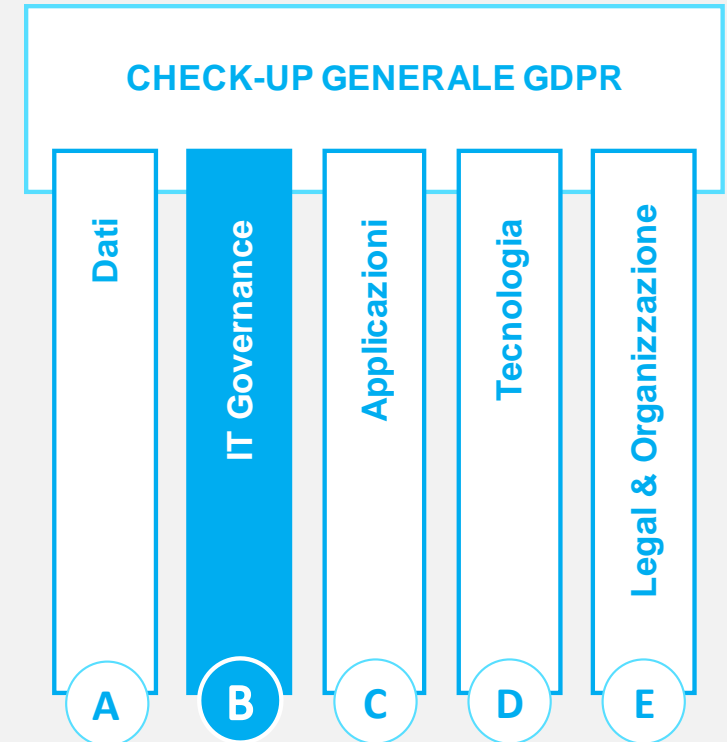 CHECK-UP GENERALE GDPR
Dati
IT Governance
Applicazioni
Tecnologia
Legal & Organizzazione
A
B
C
D
E